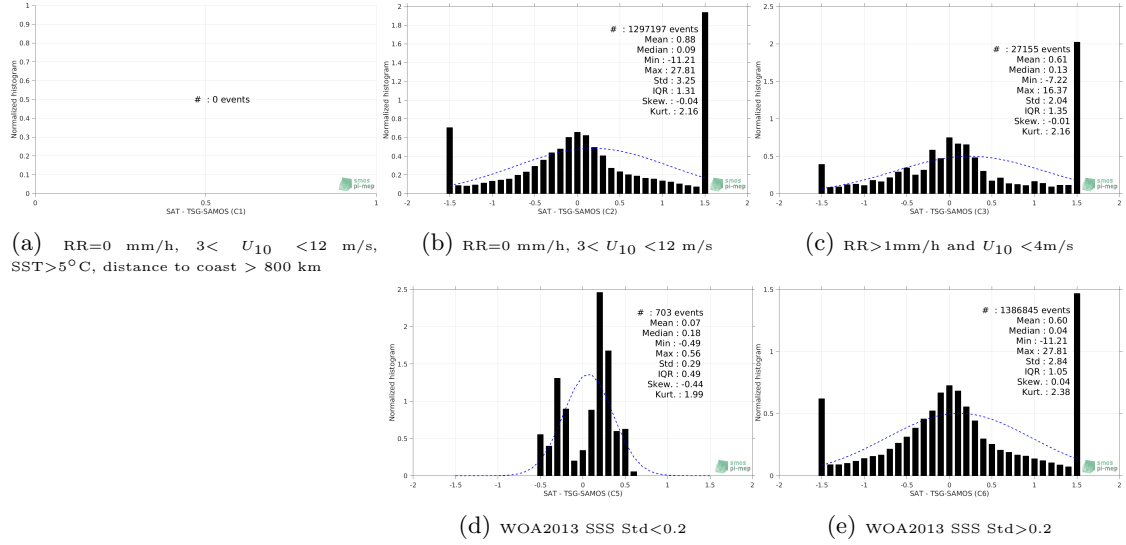 1
0.9
0.8
0.7
0.6
0.5
0.4
0.3
0.2
0.1
0
Normalized histogram
# : 0 events
0 0.5 1
SAT - TSG-SAMOS (C1)
smos
pi-mep
(a) RR=0 mm/h, 3< U10 <12 m/s,
SST>5°C, distance to coast > 800 km
2
1.8
1.6
1.4
1.2
1
0.8
0.6
0.4
0.2
0
Normalized histogram
# : 1297197 events
Mean : 0.88
Median : 0.09
Min : -11.21
Max : 27.81
Std : 3.25
IQR : 1.31
Skew. : -0.04
Kurt. : 2.16
-2 -1.5 -1 -0.5 0 0.5 1 1.5 2
SAT - TSG-SAMOS (C2)
smos
pi-mep
(b) RR=0 mm/h, 3< U10 <12 m/s
2.5
2
1.5
1
0.5
0
Normalized histogram
# : 27155 events
Mean : 0.61
Median : 0.13
Min : -7.22
Max : 16.37
Std : 2.04
IQR : 1.35
Skew. : -0.01
Kurt. : 2.16
-2 -1.5 -1 -0.5 0 0.5 1 1.5 2
SAT - TSG-SAMOS (C3)
smos
pi-mep
(c) RR>1mm/h and U10 <4m/s
2.5
2
1.5
1
0.5
0
Normalized histogram
# : 703 events
Mean : 0.07
Median : 0.18
Min : -0.49
Max : 0.56
Std : 0.29
IQR : 0.49
Skew. : -0.44
Kurt. : 1.99
-2 -1.5 -1 -0.5 0 0.5 1 1.5 2
SAT - TSG-SAMOS (C5)
smos
pi-mep
(d) WOA2013 SSS Std<0.2
1.5
1
0.5
0
Normalized histogram
# : 1386845 events
Mean : 0.60
Median : 0.04
Min : -11.21
Max : 27.81
Std : 2.84
IQR : 1.05
Skew. : 0.04
Kurt. : 2.38
-2 -1.5 -1 -0.5 0 0.5 1 1.5 2
SAT - TSG-SAMOS (C6)
smos
pi-mep
(e) WOA2013 SSS Std>0.2